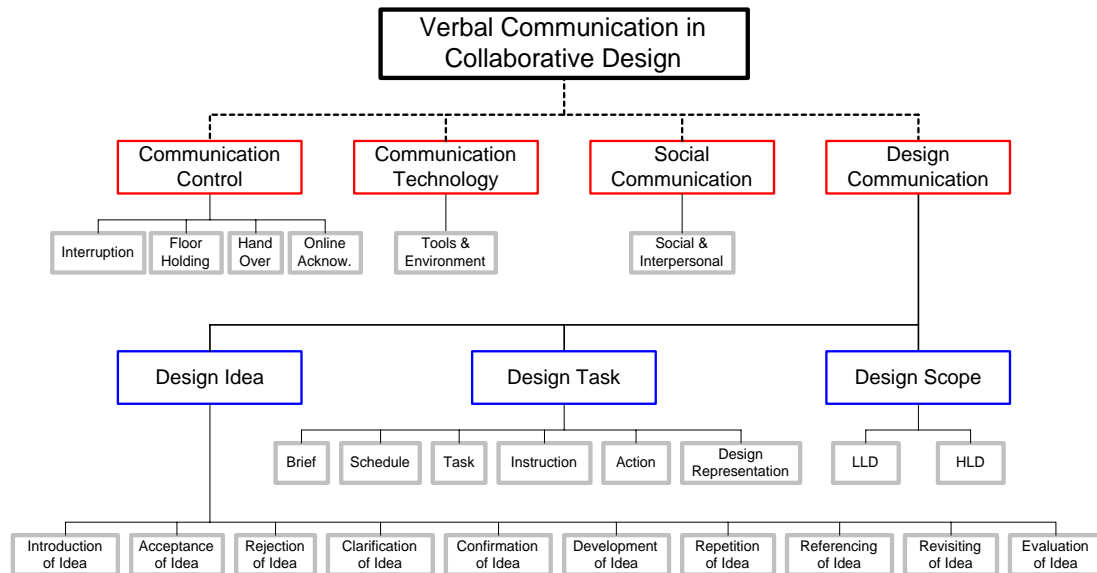 Verbal Communication in
Collaborative Design
Communication
Control
Communication
Technology
Social
Communication
Design
Communication
Interruption
Floor
Holding
Hand
Over
Online
Acknow.
Tools &
Environment
Social &
Interpersonal
Design Idea
Design Task
Design Scope
Brief
Schedule
Task
Instruction
Action
Design
Representation
LLD
HLD
Introduction
of Idea
Acceptance
of Idea
Rejection
of Idea
Clarification
of Idea
Confirmation
of Idea
Development
of Idea
Repetition
of Idea
Referencing
of Idea
Revisiting
of Idea
Evaluation
of Idea